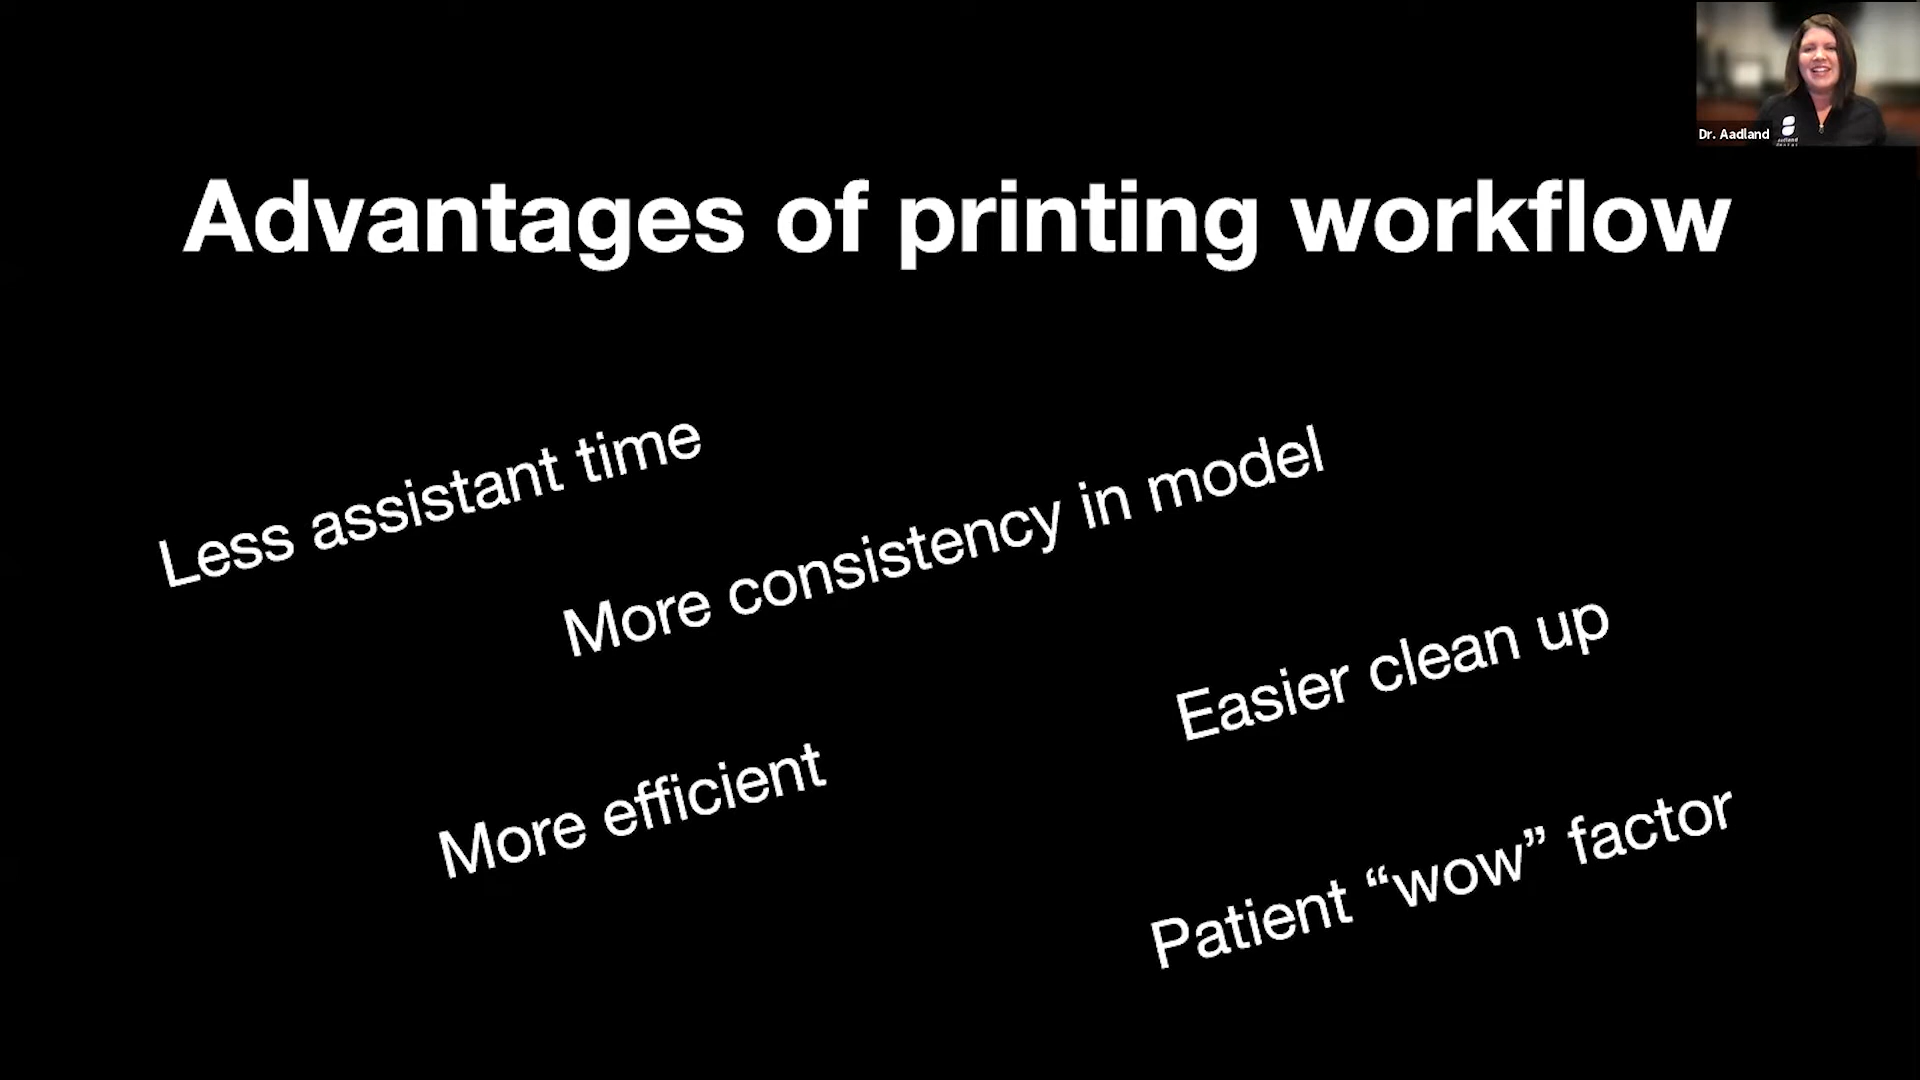 Dr. Aadland
aadland
Advantages of printing workflow
Less assistant time
More consistency in model
Easier clean up
More efficient
Patient “wow” factor